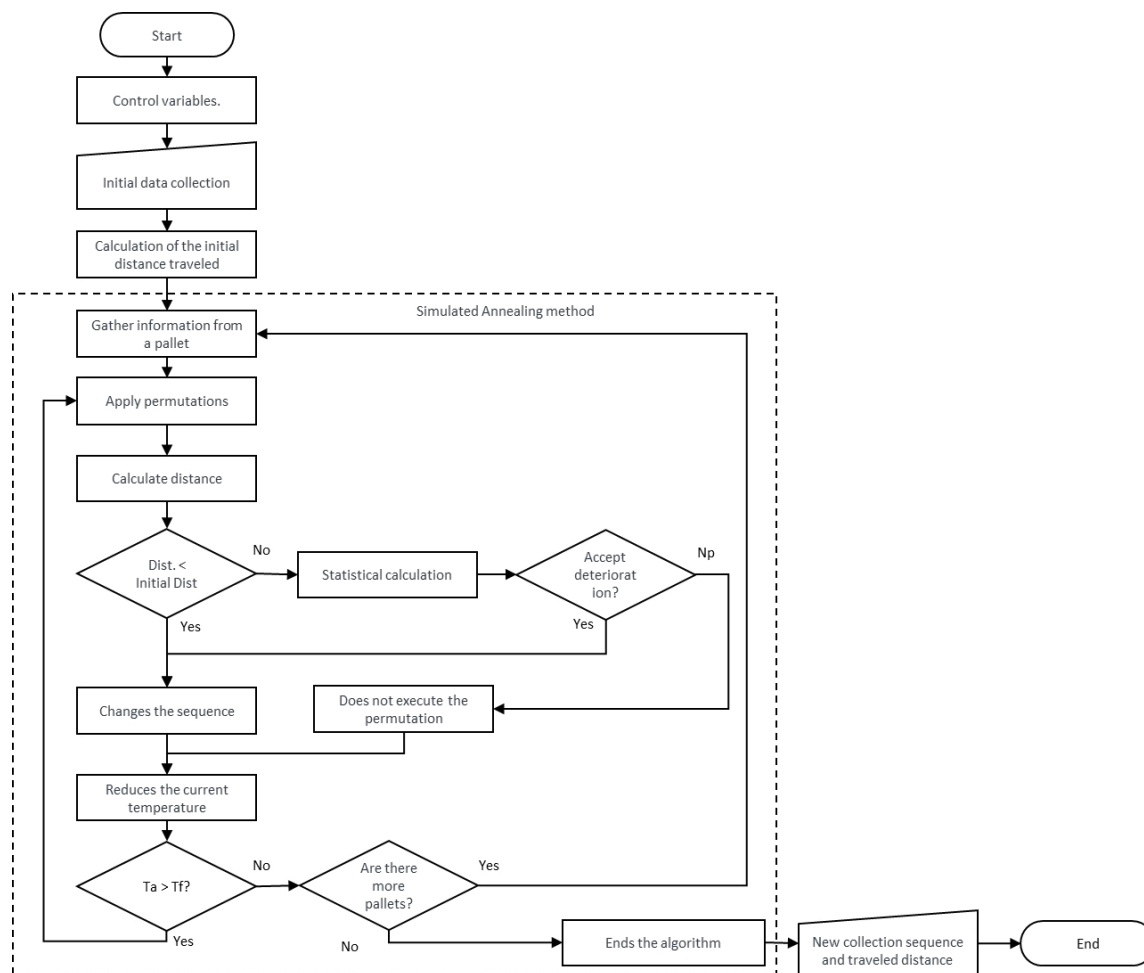 Start
Control variables.
Initial data collection
Calculation of the initial
distance traveled
Simulated Annealing method
Gather information from
a pallet
Apply permutations
Calculate distance
Dist. <
Initial Dist
No
Statistical calculation
Accept
deteriorat
ion?
Np
Yes
Yes
Changes the sequence
Does not execute the
permutation
Reduces the current
temperature
Ta > Tf?
No
Are there
more
pallets?
Yes
Yes
No
Ends the algorithm
New collection sequence
and traveled distance
End